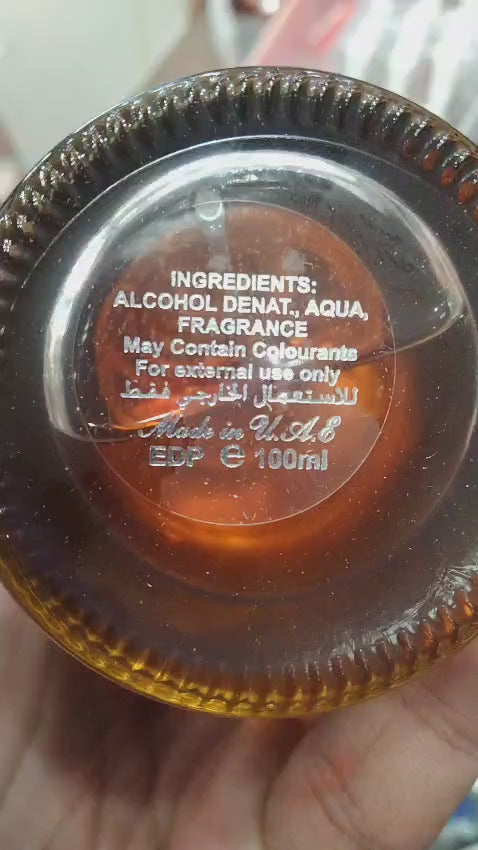 INGREDIENTS:
ALCOHOL DENAT., AQUA,
FRAGRANCE
May Contain Colourants
For external use only
للاستعمال الخارجي فقط
Made in U.A.E
EDP ℮ 100ml